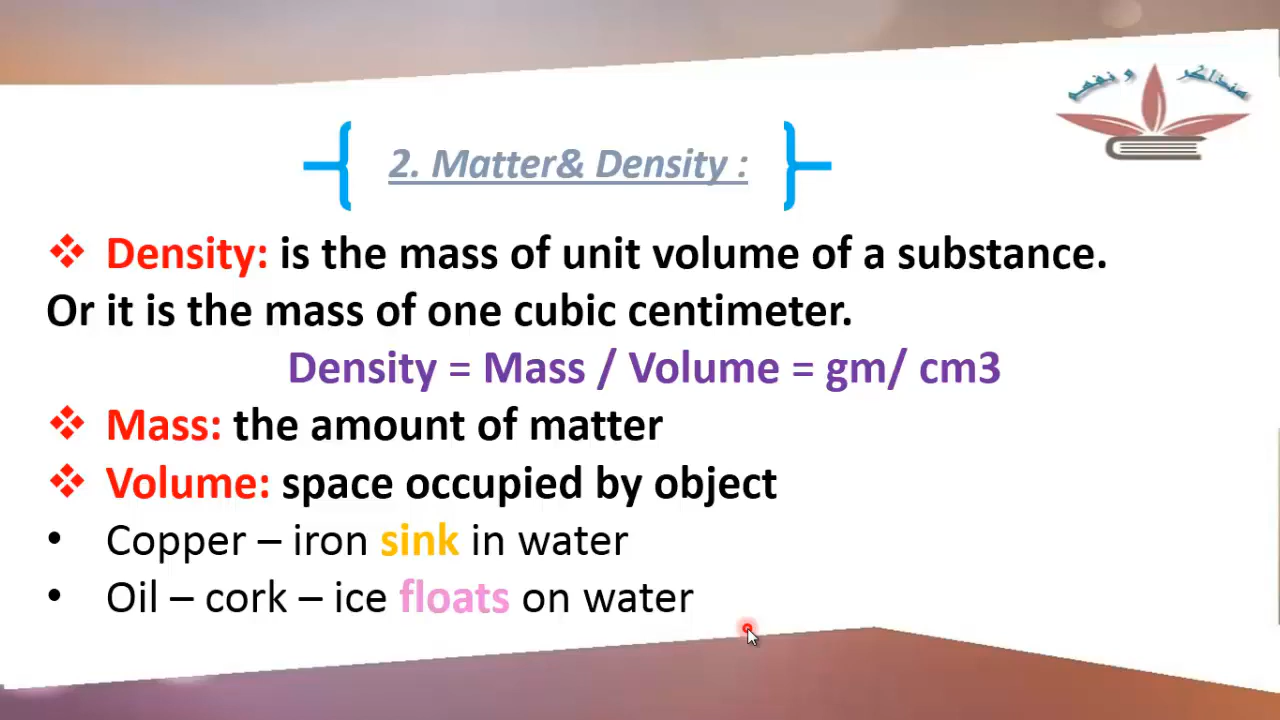 هنذاكر و نفهم
2. Matter& Density :
❖ Density: is the mass of unit volume of a substance.
Or it is the mass of one cubic centimeter.
Density = Mass / Volume = gm/ cm3
❖ Mass: the amount of matter
❖ Volume: space occupied by object
• Copper – iron sink in water
• Oil – cork – ice floats on water